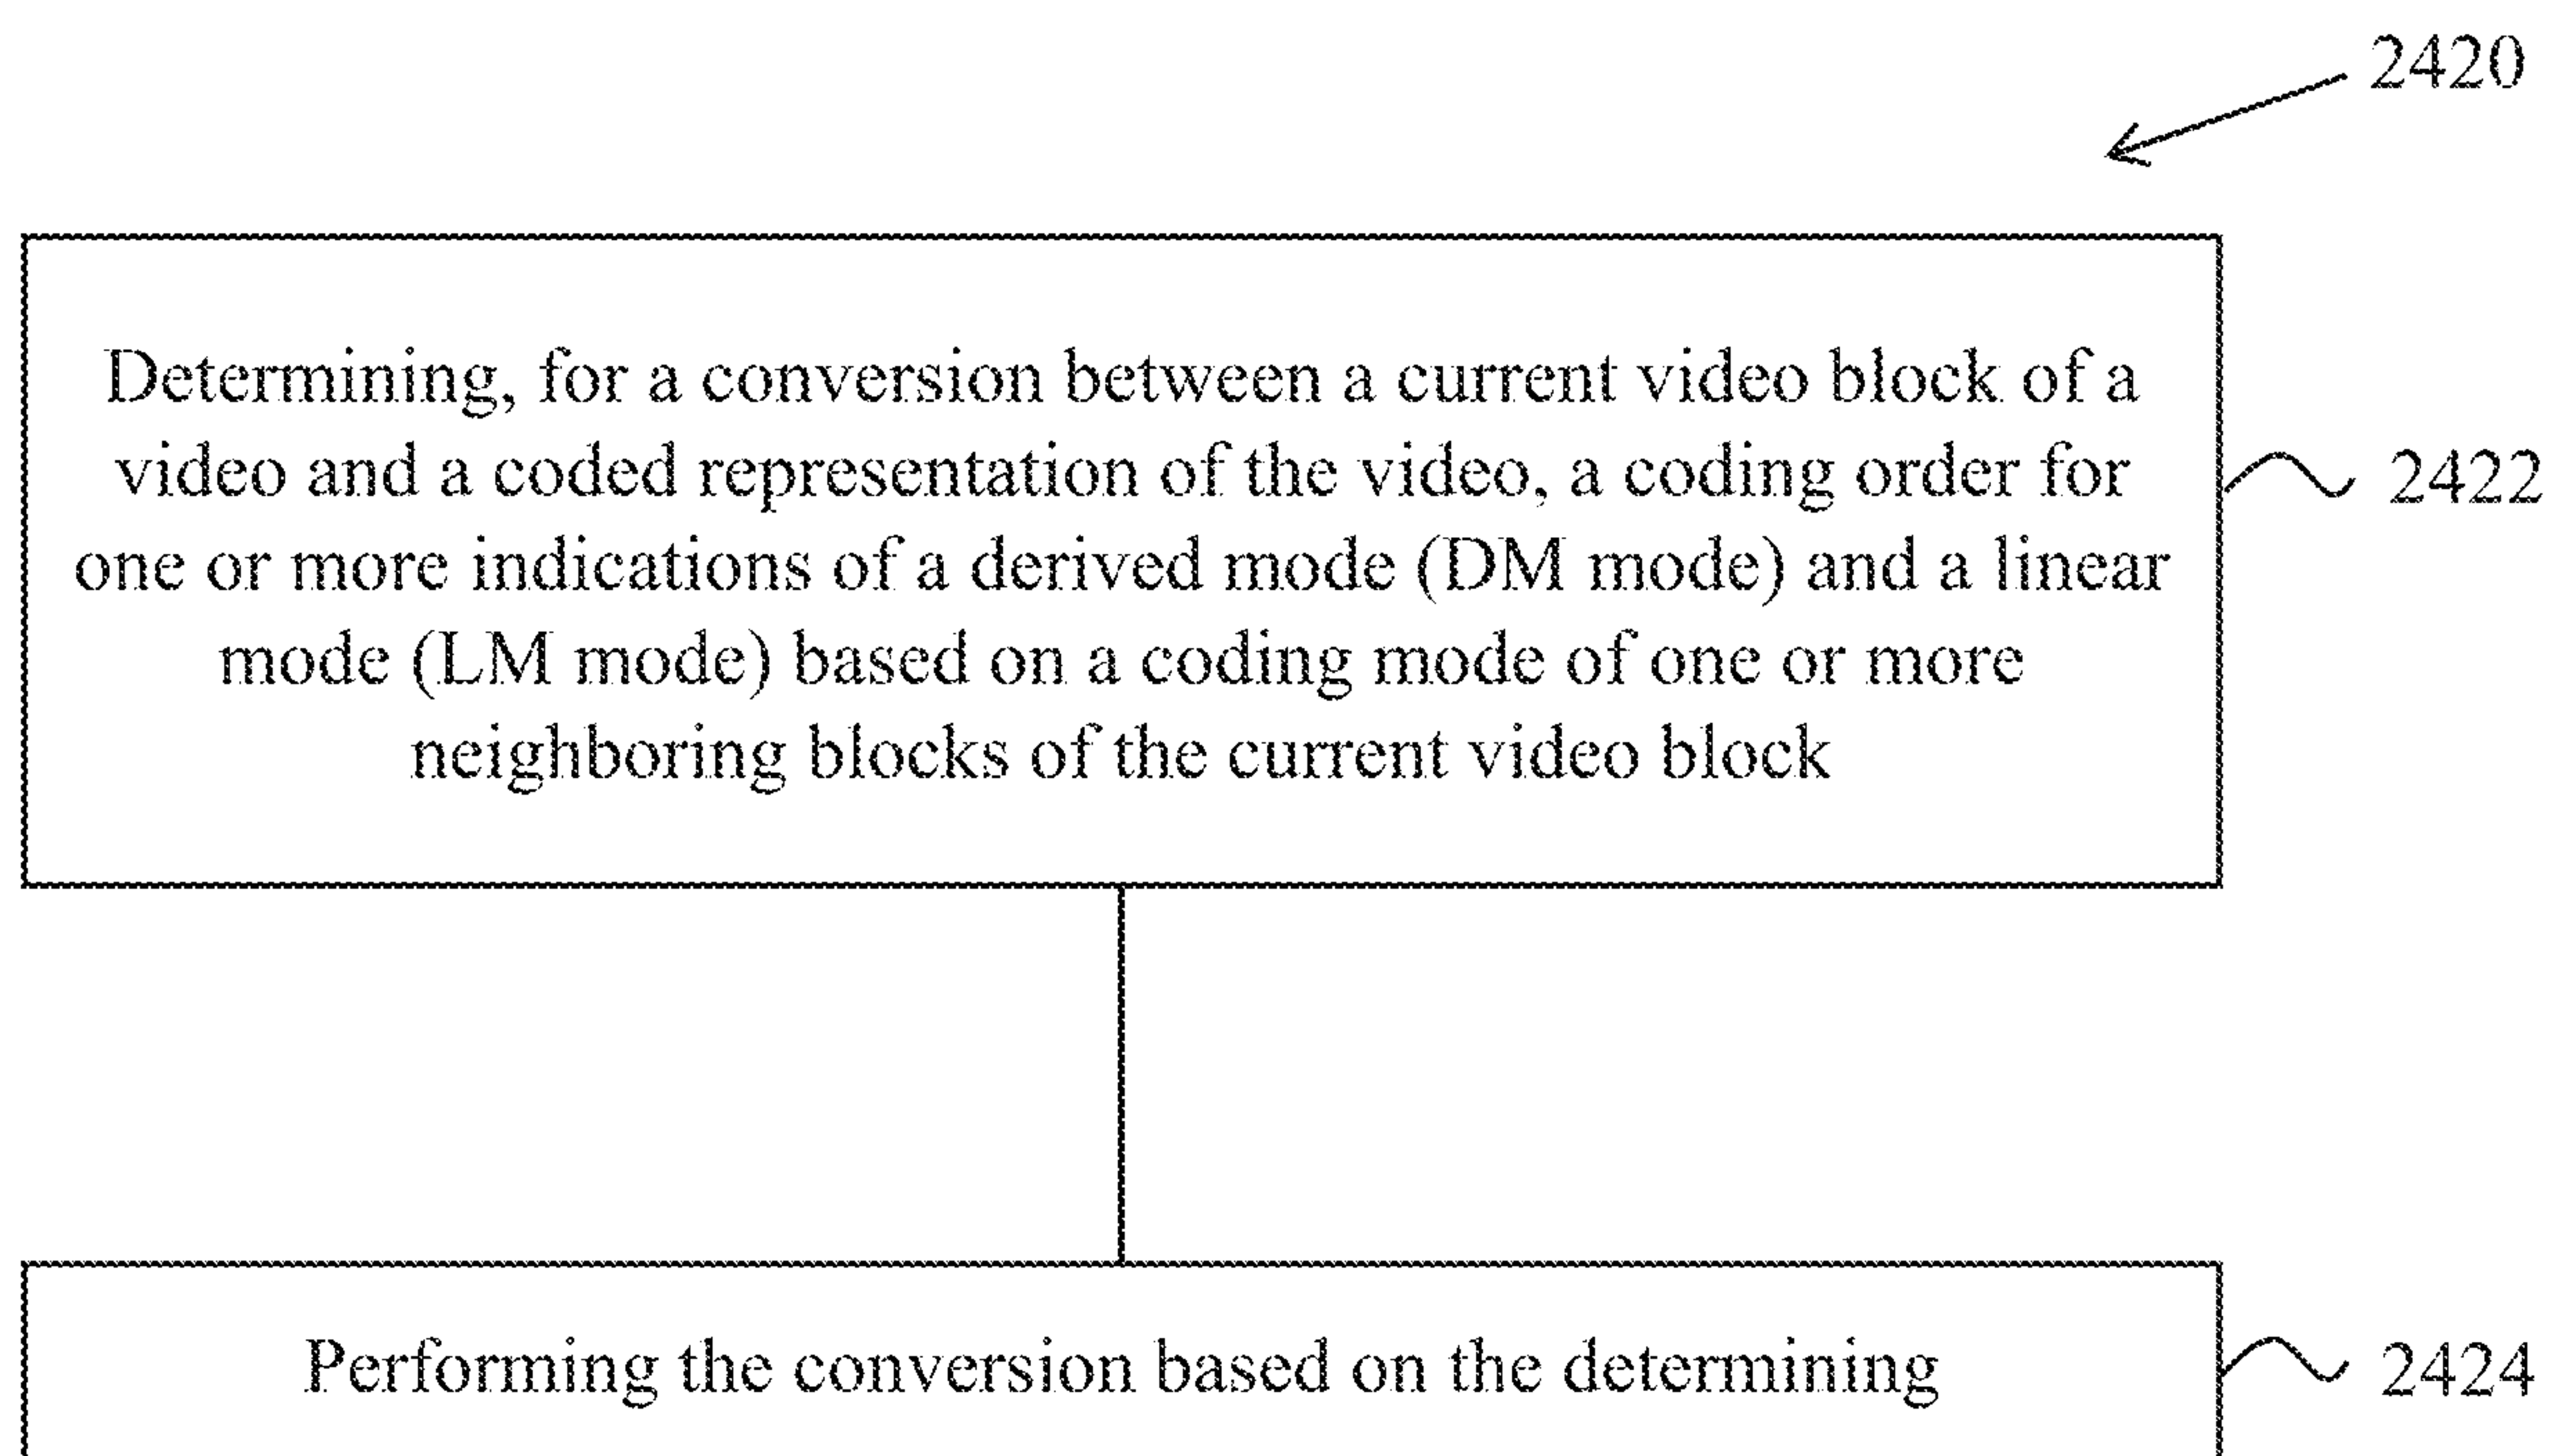 2420
Determining, for a conversion between a current video block of a
video and a coded representation of the video, a coding order for
one or more indications of a derived mode (DM mode) and a linear
mode (LM mode) based on a coding mode of one or more
neighboring blocks of the current video block
2422
Performing the conversion based on the determining
2424